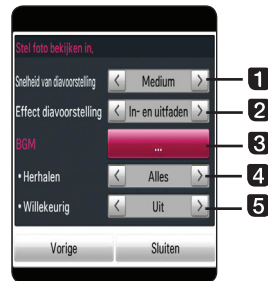 Stel foto bekijken in,
Snelheid van diavoorstelling < Medium > 1
Effect diavoorstelling < In- en uitfaden > 2
BGM ... 3
• Herhalen < Alles > 4
• Willekeurig < Uit > 5
Vorige Sluiten